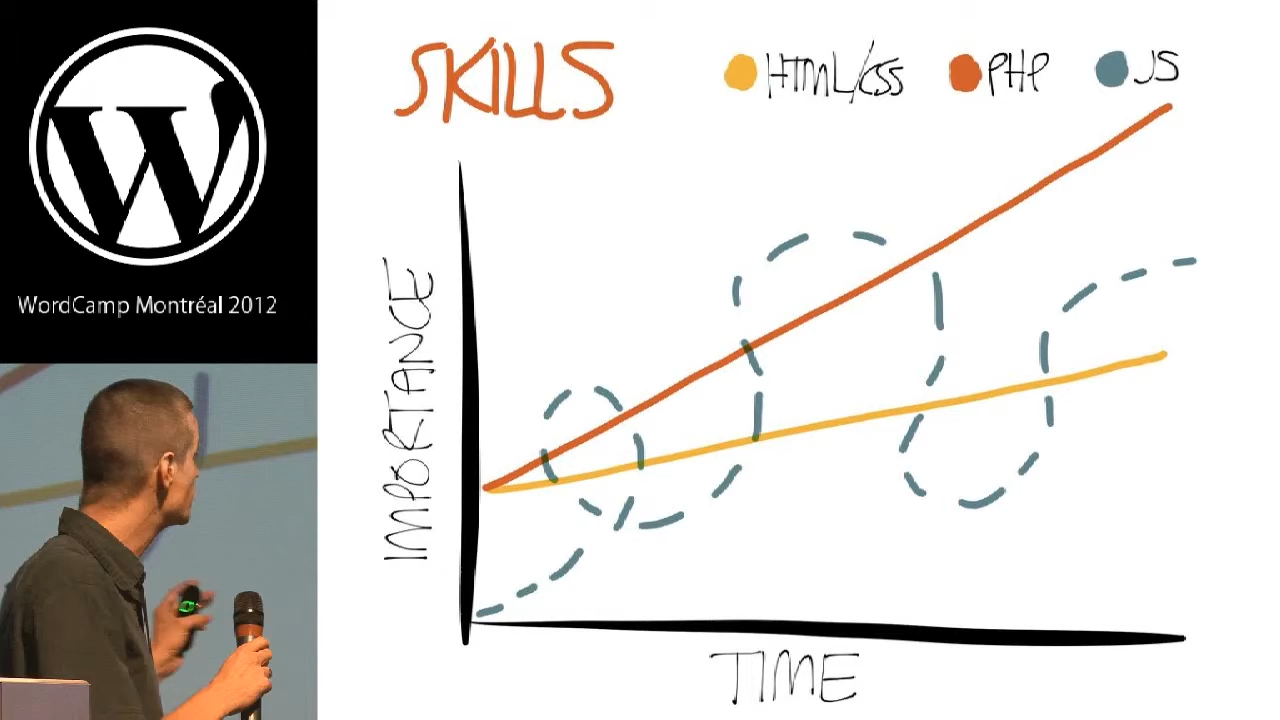 WordCamp Montréal 2012
SKILLS
HTML/CSS PHP JS
IMPORTANCE
TIME